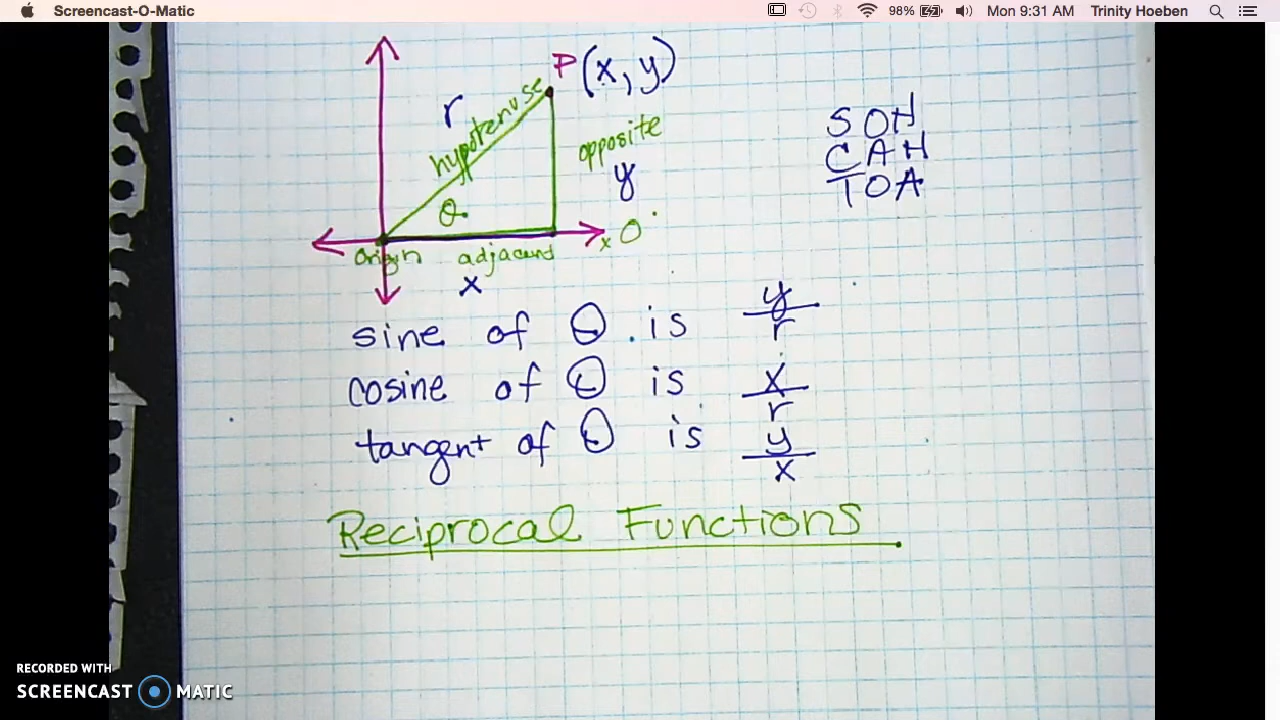 Screencast-O-Matic 98% Mon 9:31 AM Trinity Hoeben
P (x, y)
r
hypotenuse
opposite
y
θ
x 0
origin adjacent
x
SOH
CAH
TOA
sine of θ is y/r
cosine of θ is x/r
tangent of θ is y/x
Reciprocal Functions
RECORDED WITH
SCREENCAST MATIC